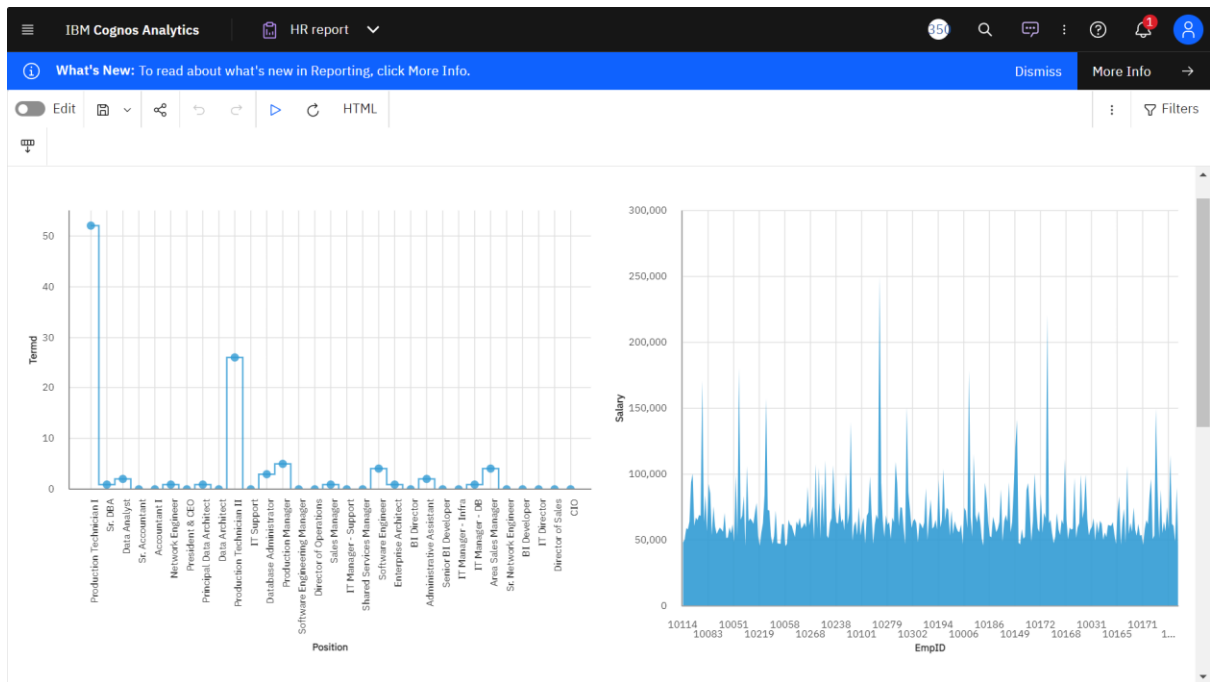 IBM Cognos Analytics
HR report
350
1
What's New: To read about what's new in Reporting, click More Info.
Dismiss
More Info
Edit
HTML
Filters
Termd
50
40
30
20
10
0
Production Technician I
Sr. DBA
Data Analyst
Sr. Accountant
Accountant I
Network Engineer
President & CEO
Principal Data Architect
Data Architect
Production Technician II
IT Support
Database Administrator
Production Manager
Software Engineering Manager
Director of Operations
Sales Manager
IT Manager - Support
Shared Services Manager
Software Engineer
Enterprise Architect
BI Director
Administrative Assistant
Senior BI Developer
IT Manager - Infra
IT Manager - DB
Area Sales Manager
Sr. Network Engineer
BI Developer
IT Director
Director of Sales
CIO
Position
Salary
300,000
250,000
200,000
150,000
100,000
50,000
0
10114 10051 10058 10238 10279 10194 10186 10172 10031 10171
10083 10219 10268 10101 10302 10006 10149 10168 10165 1...
EmpID